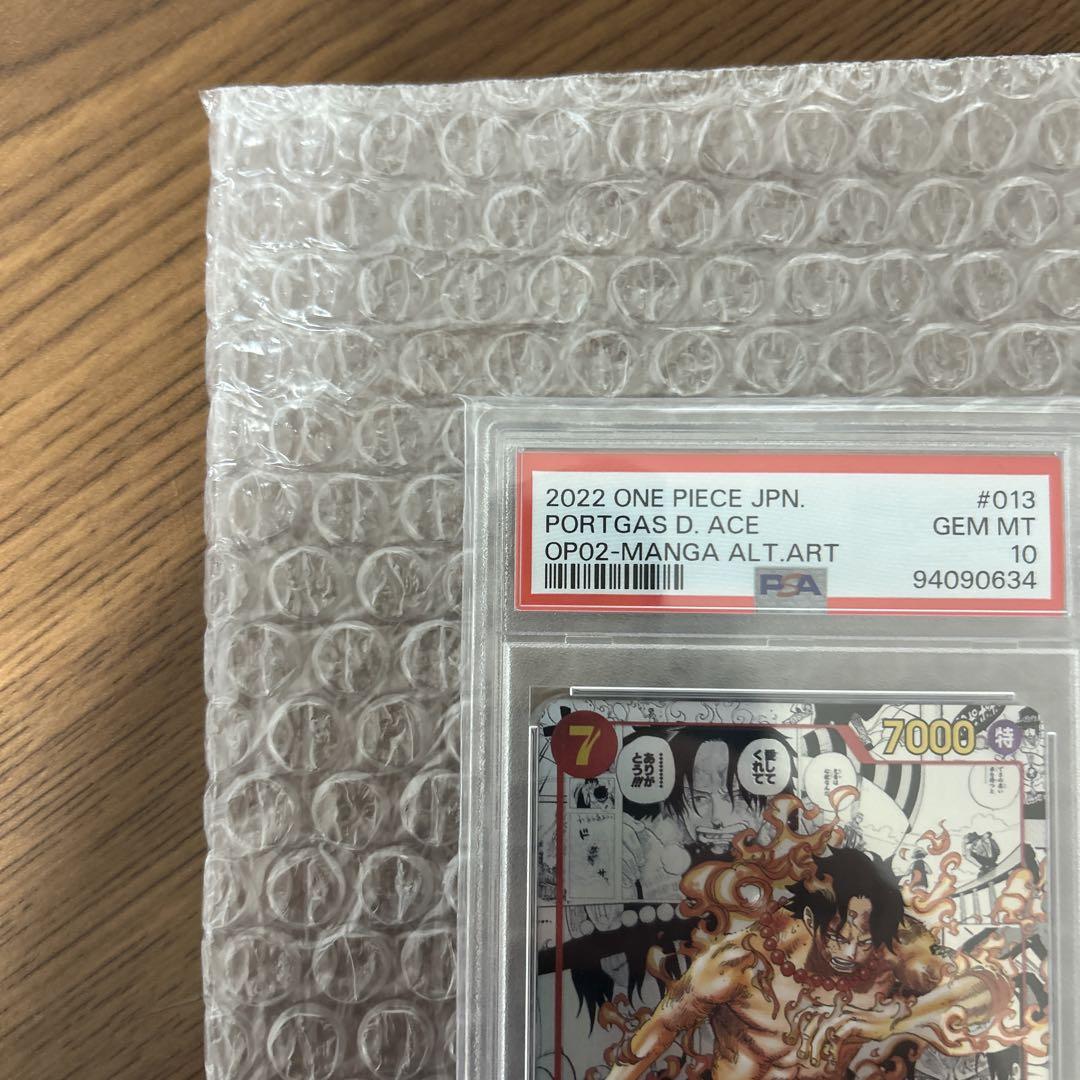 2022 ONE PIECE JPN. #013
PORTGAS D. ACE GEM MT
OP02-MANGA ALT.ART 10
PSA 94090634
7
7000 特
愛して
くれて
………
ありが
とう!!!
ド